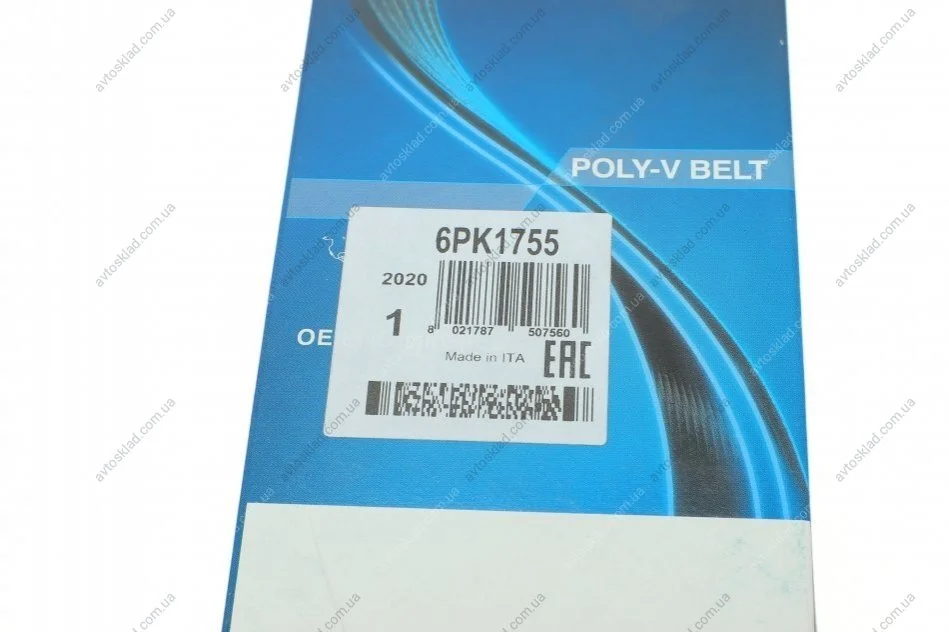 POLY-V BELT
6PK1755
2020
1
8 021787 507560
OE
Made in ITA
EAC
avtosklad.com.ua